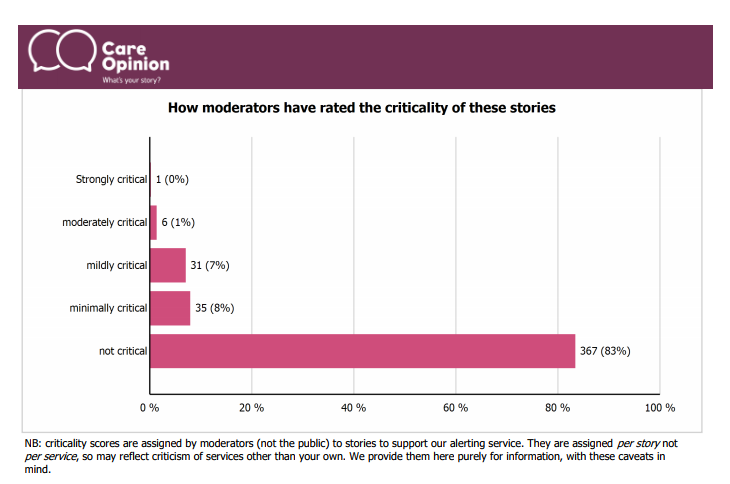 Care
Opinion
What's your story?
How moderators have rated the criticality of these stories
Strongly critical 1 (0%)
moderately critical 6 (1%)
mildly critical 31 (7%)
minimally critical 35 (8%)
not critical 367 (83%)
0 % 20 % 40 % 60 % 80 % 100 %
NB: criticality scores are assigned by moderators (not the public) to stories to support our alerting service. They are assigned per story not
per service, so may reflect criticism of services other than your own. We provide them here purely for information, with these caveats in
mind.